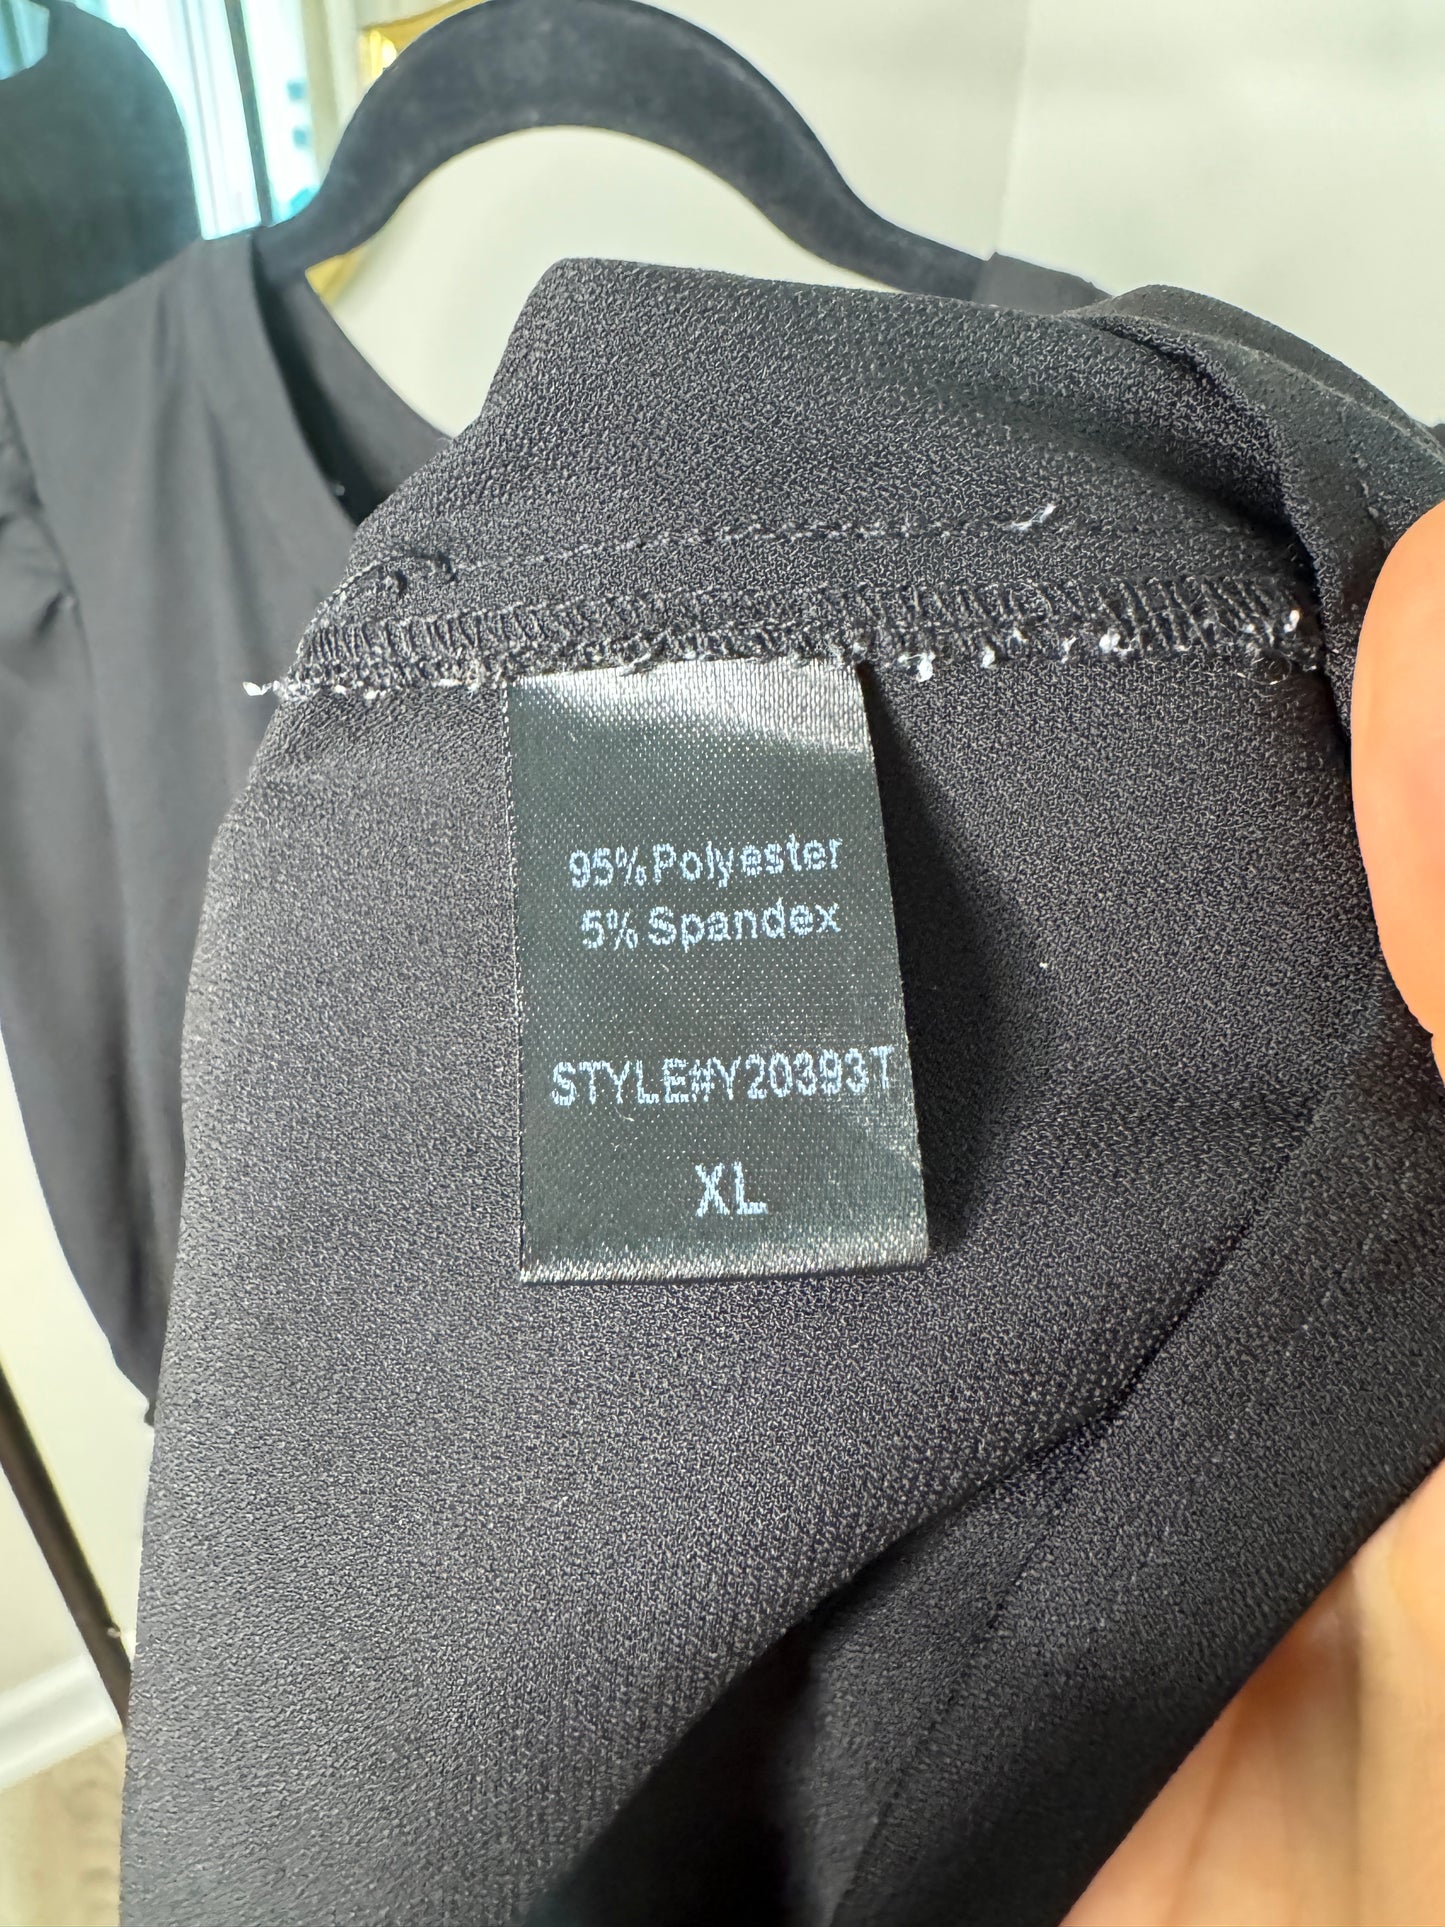 95% Polyester
5% Spandex
STYLE#Y20393T
XL